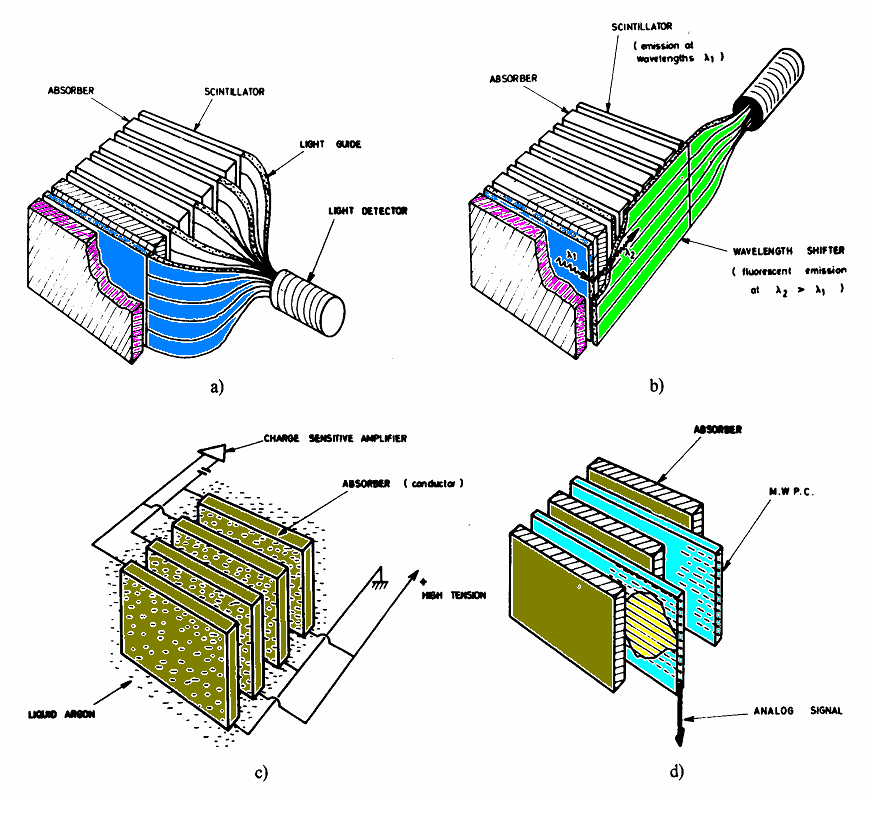 ABSORBER
SCINTILLATOR
LIGHT GUIDE
LIGHT DETECTOR
a)
SCINTILLATOR
( emission at
wavelengths λ1 )
ABSORBER
λ1
λ2
WAVELENGTH SHIFTER
( fluorescent emission
at λ2 > λ1 )
b)
CHARGE SENSITIVE AMPLIFIER
ABSORBER ( conductor )
+
HIGH TENSION
LIQUID ARGON
c)
ABSORBER
M.W.P.C.
ANALOG SIGNAL
d)